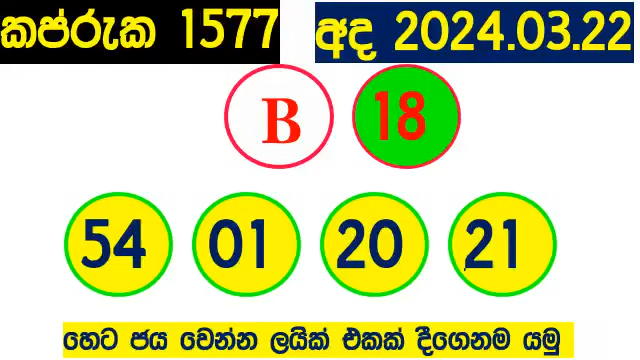 කප්රුක 1577 අද 2024.03.22
B 18
54 01 20 21
හෙට ජය වෙන්න ලයික් එකක් දීගෙනම යමු